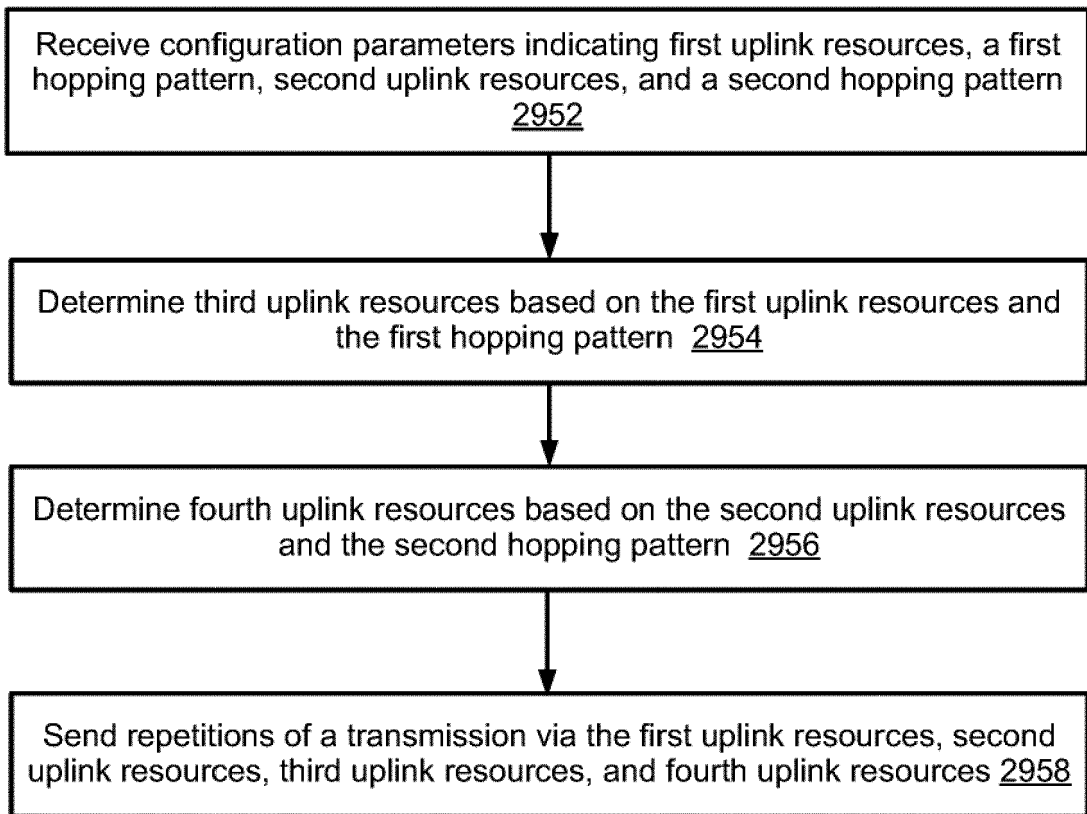 Receive configuration parameters indicating first uplink resources, a first
hopping pattern, second uplink resources, and a second hopping pattern
2952
Determine third uplink resources based on the first uplink resources and
the first hopping pattern 2954
Determine fourth uplink resources based on the second uplink resources
and the second hopping pattern 2956
Send repetitions of a transmission via the first uplink resources, second
uplink resources, third uplink resources, and fourth uplink resources 2958